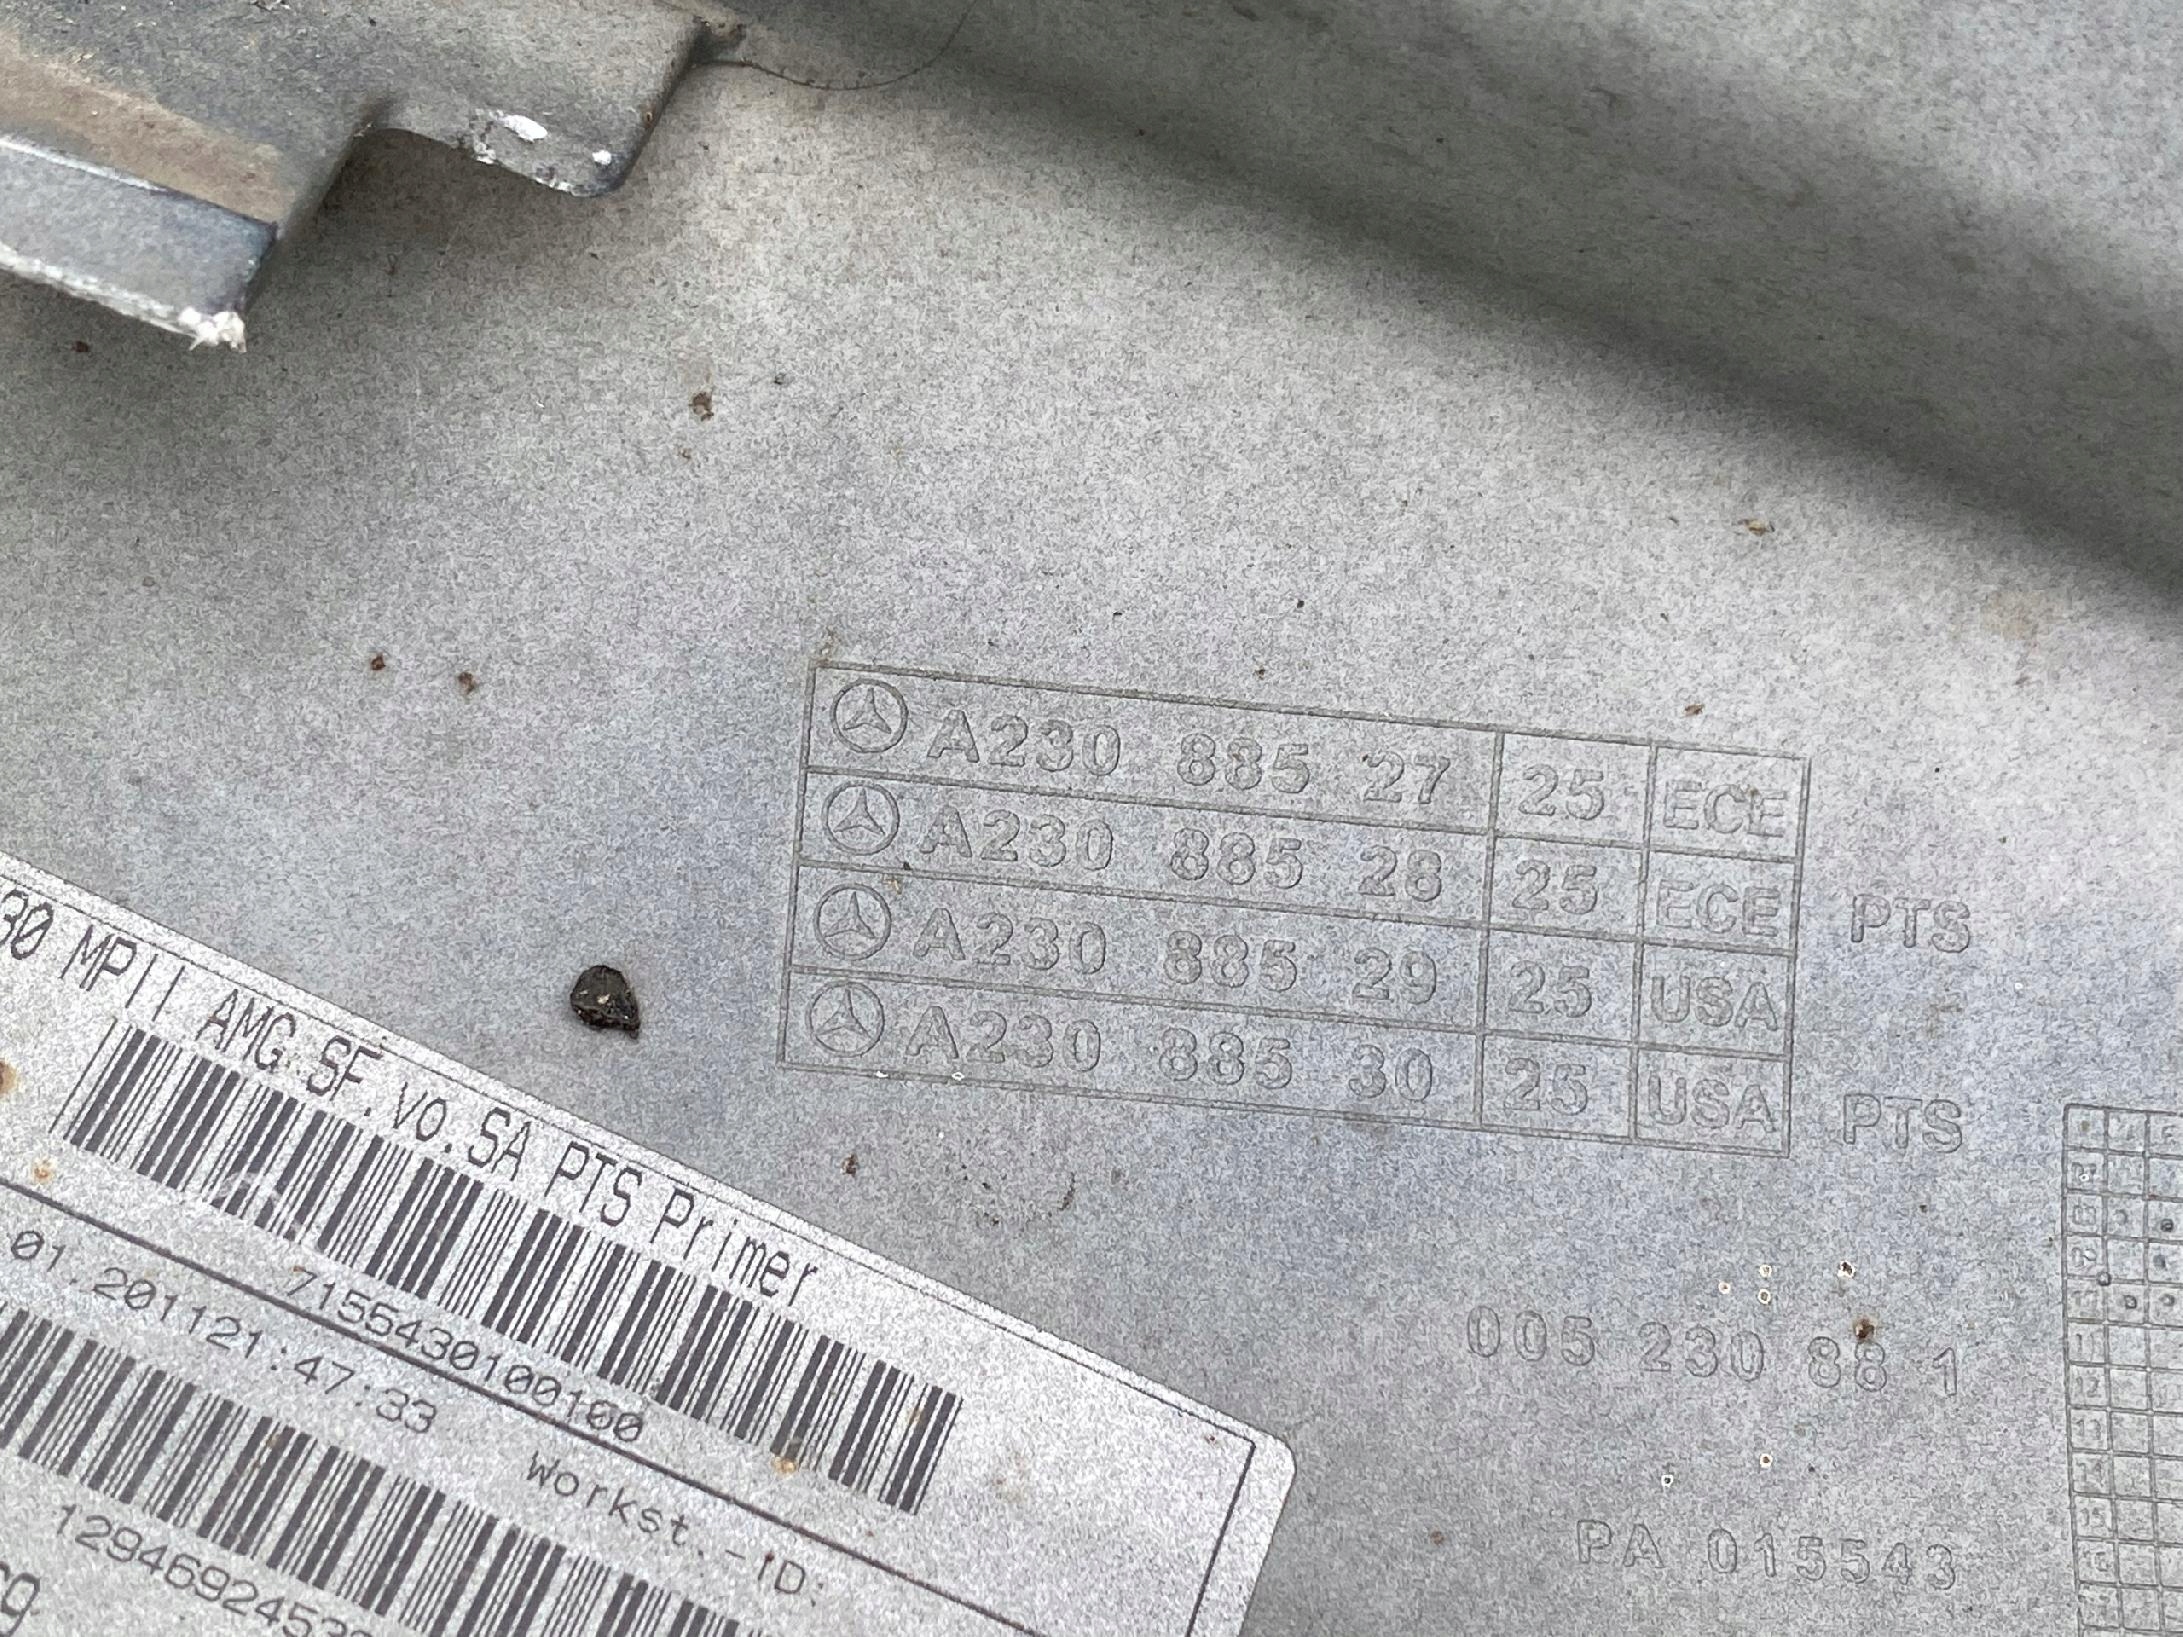 A230 885 27 25 ECE
A230 885 28 25 ECE PTS
A230 885 29 25 USA
A230 885 30 25 USA PTS
30 MPII AMG SF.vo.SA PTS Primer
7155430100100
01.201121:47:33 Workst.-ID:
005 230 88 1
PA 015543